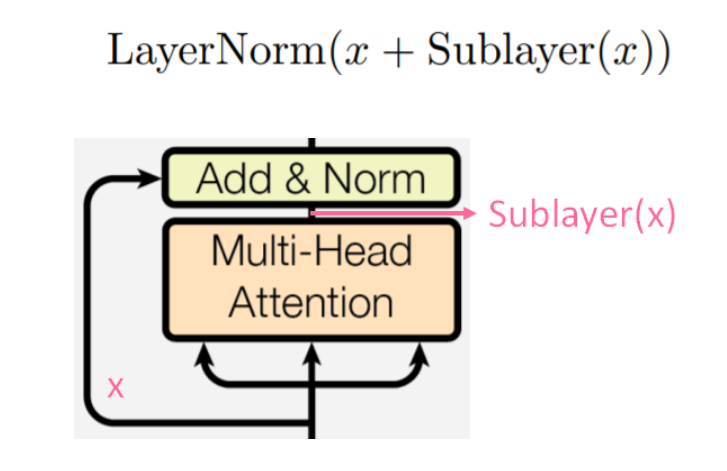 LayerNorm(x + Sublayer(x))
Add & Norm
Sublayer(x)
Multi-Head
Attention
x